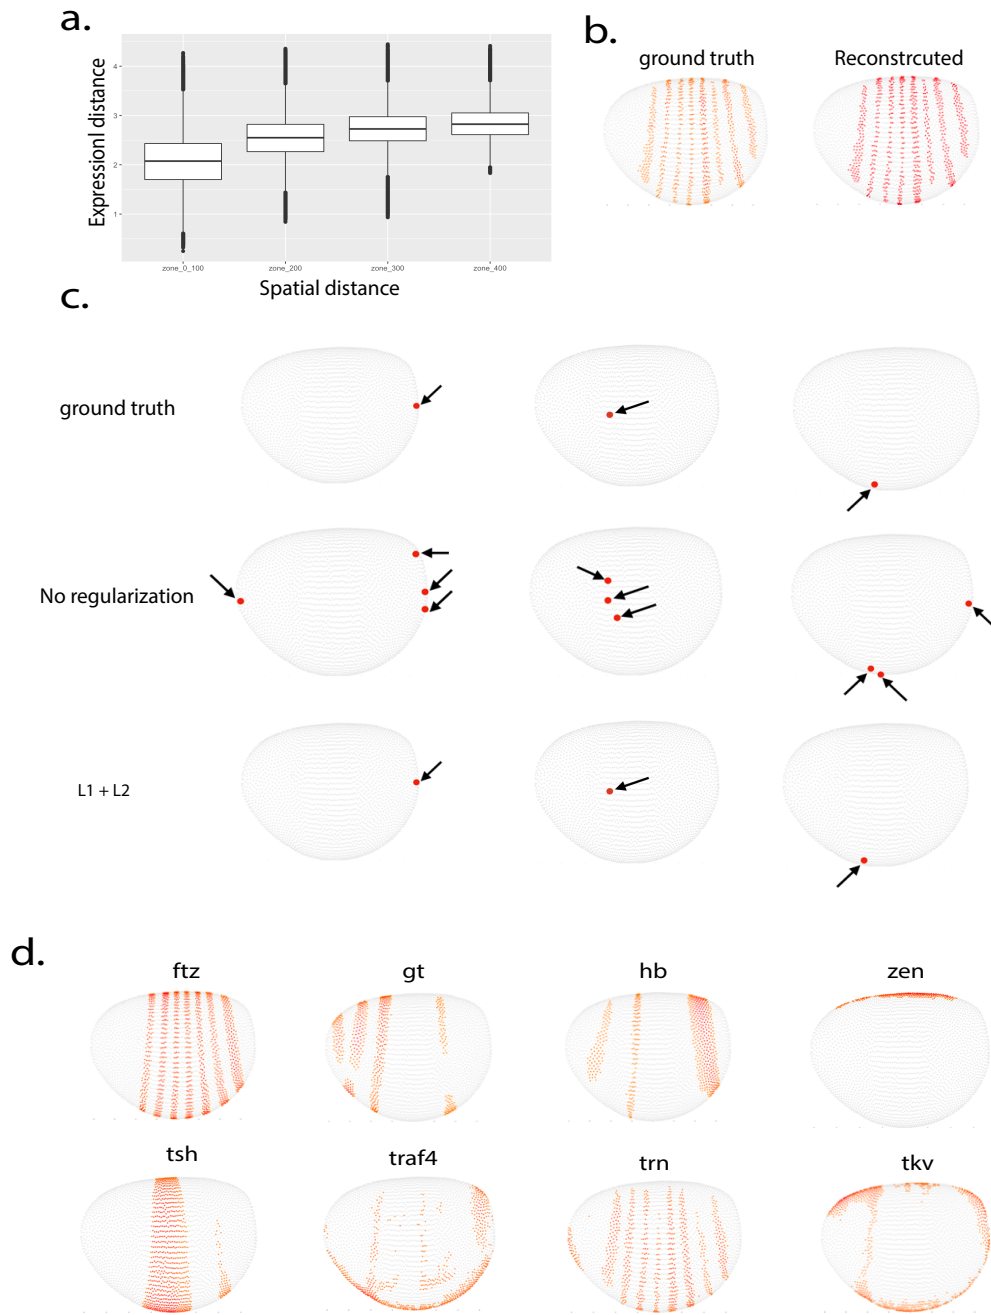 a.
b.
ground truth
Reconstrcuted
Expressionl distance
4
3
2
1
zone_0_100
zone_200
zone_300
zone_400
Spatial distance
c.
ground truth
No regularization
L1 + L2
d.
ftz
gt
hb
zen
tsh
traf4
trn
tkv